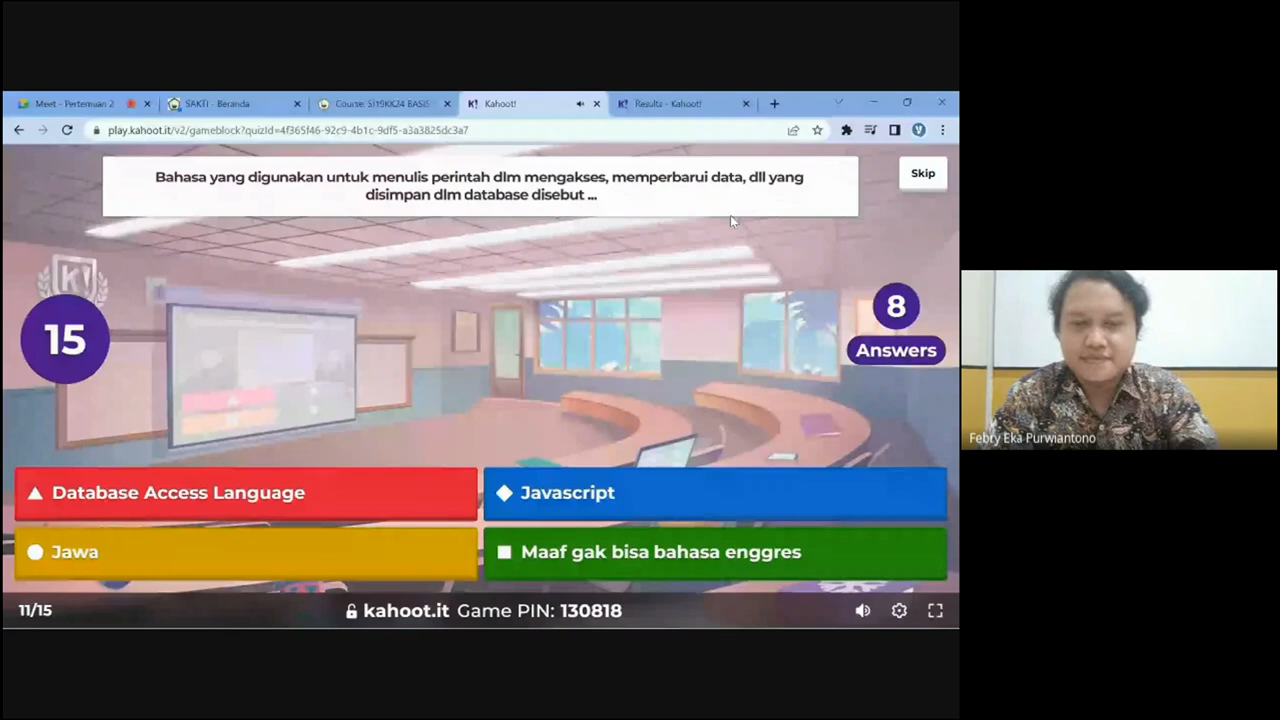 Meet - Pertemuan 2
SAKTI - Beranda
Course: SI19KK24 BASIS
Kahoot!
Results - Kahoot!
play.kahoot.it/v2/gameblock?quizId=4f365f46-92c9-4b1c-9df5-a3a3825dc3a7
Bahasa yang digunakan untuk menulis perintah dlm mengakses, memperbarui data, dll yang
disimpan dlm database disebut ...
Skip
K!
15
8
Answers
Database Access Language
Javascript
Jawa
Maaf gak bisa bahasa enggres
11/15
kahoot.it Game PIN: 130818
Febry Eka Purwiantono